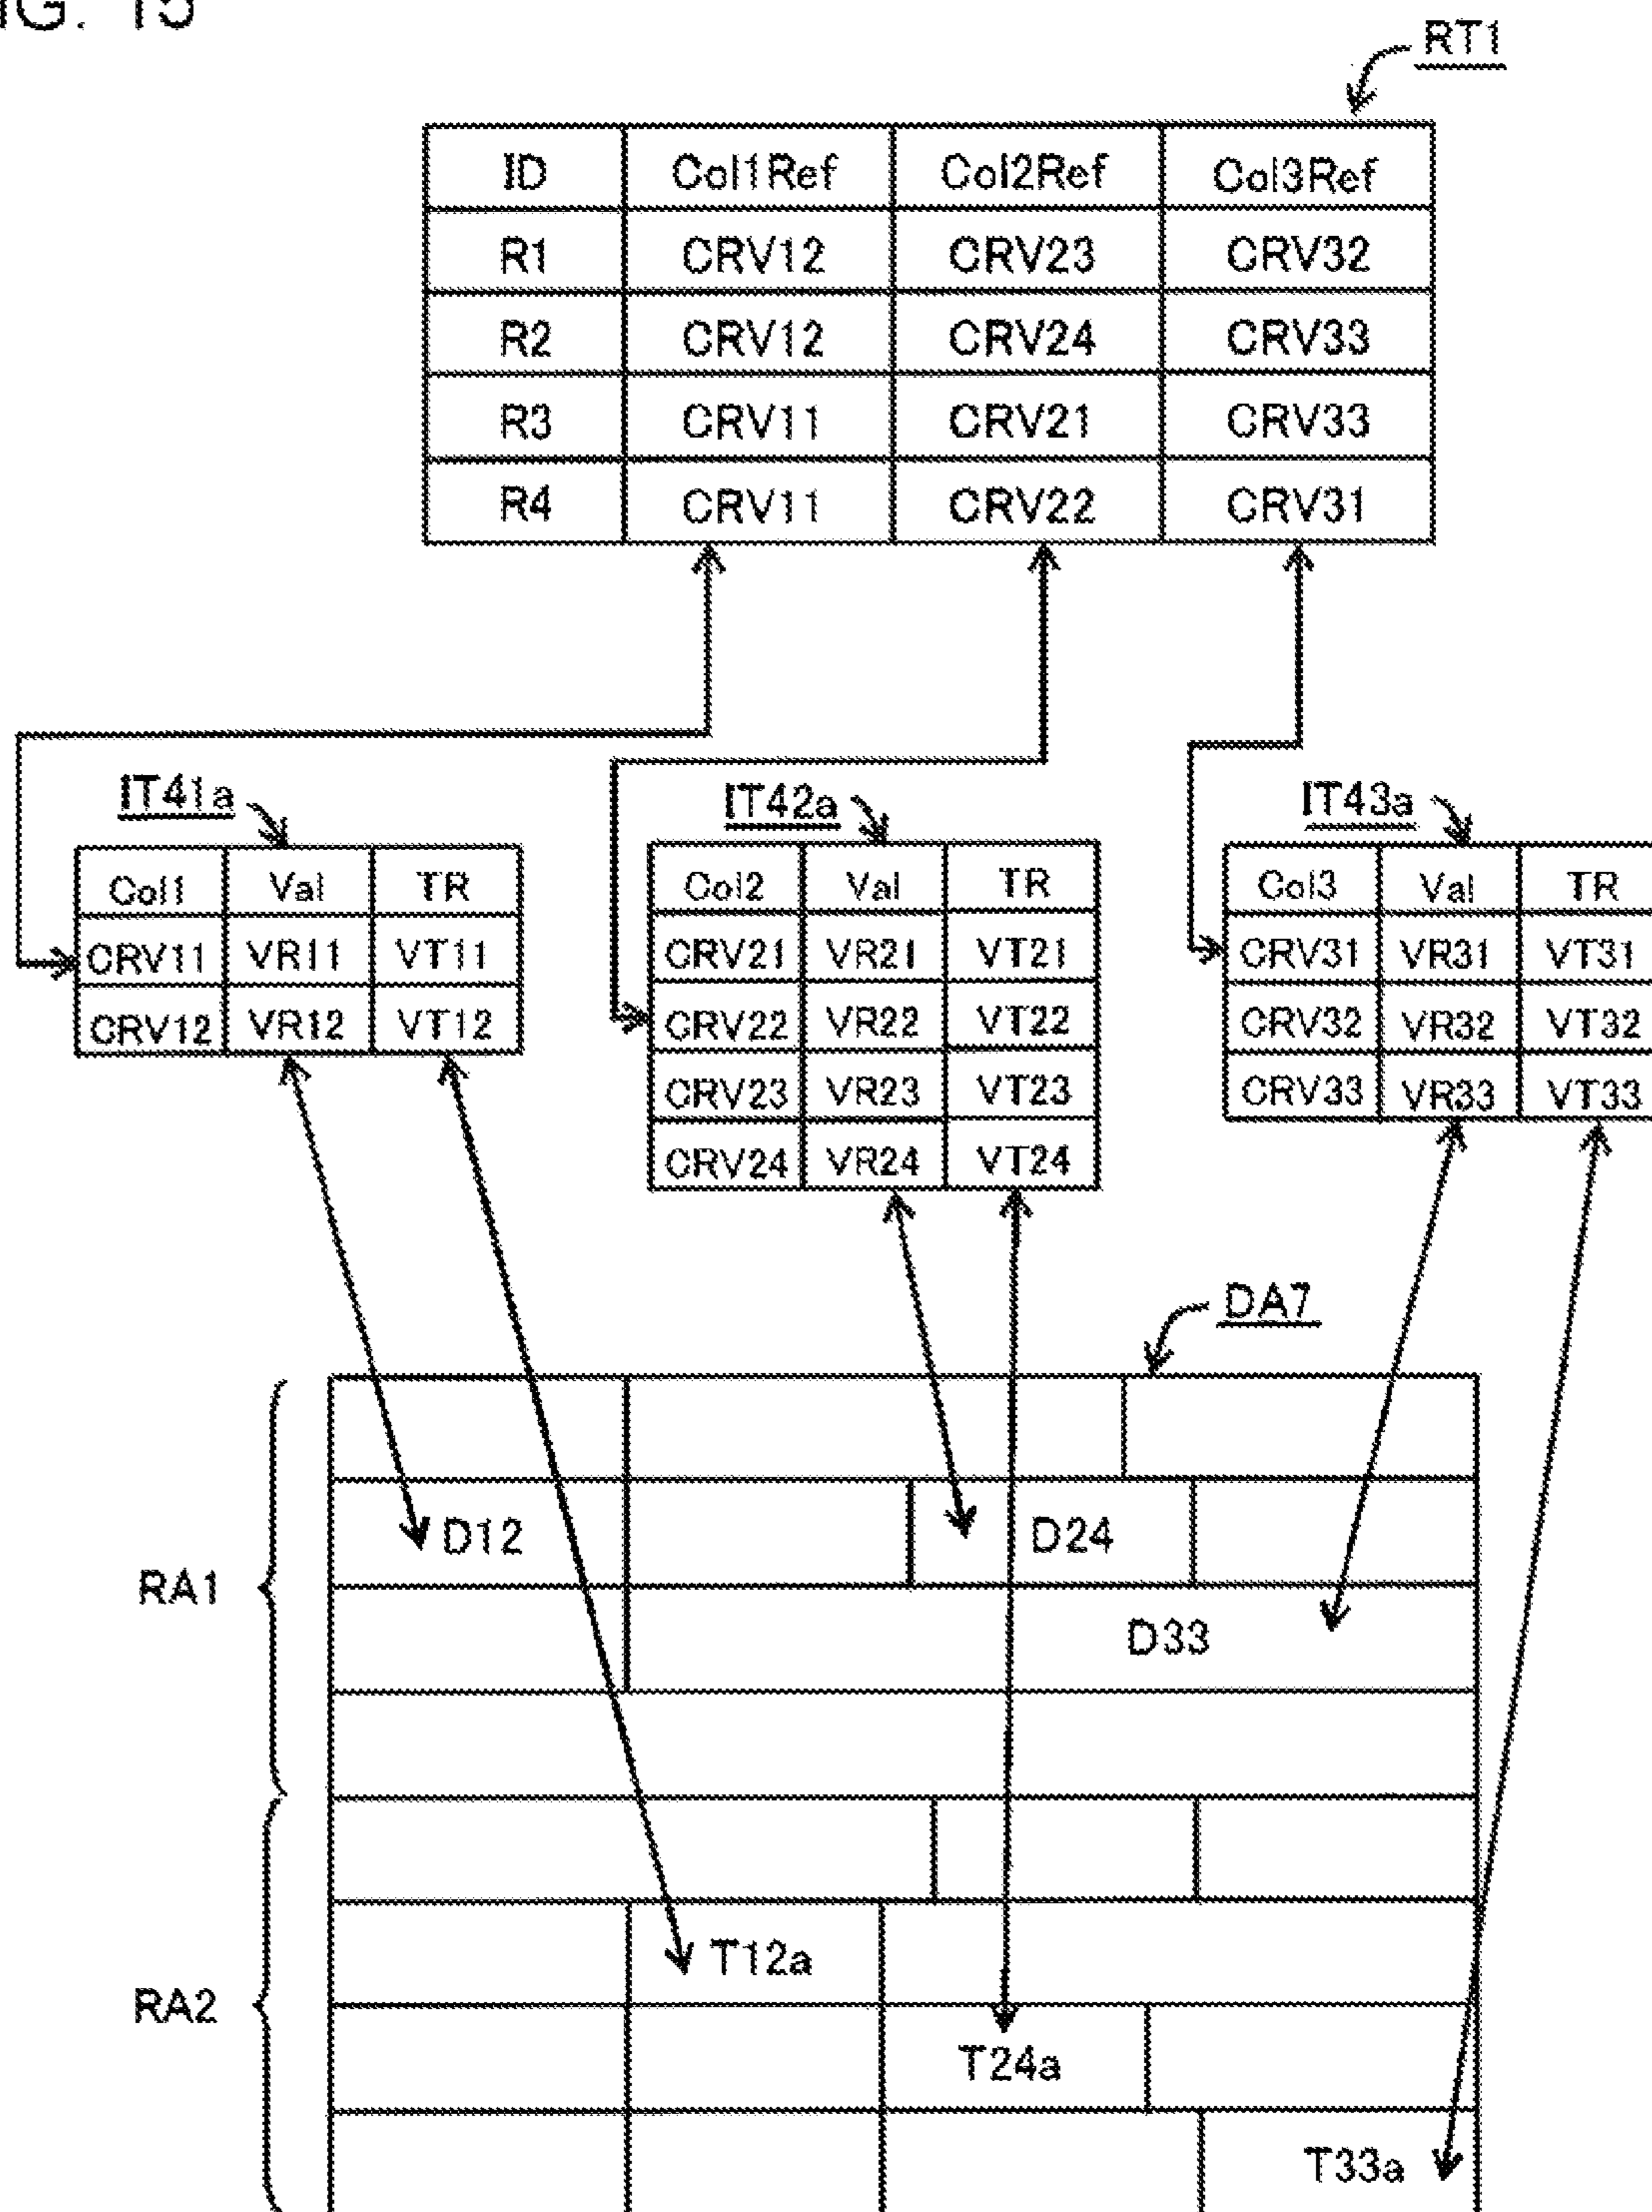 FIG. 15
RT1
ID Col1Ref Col2Ref Col3Ref
R1 CRV12 CRV23 CRV32
R2 CRV12 CRV24 CRV33
R3 CRV11 CRV21 CRV33
R4 CRV11 CRV22 CRV31
IT41a IT42a IT43a
Col1 Val TR
CRV11 VR11 VT11
CRV12 VR12 VT12
Col2 Val TR
CRV21 VR21 VT21
CRV22 VR22 VT22
CRV23 VR23 VT23
CRV24 VR24 VT24
Col3 Val TR
CRV31 VR31 VT31
CRV32 VR32 VT32
CRV33 VR33 VT33
DA7
RA1
D12 D24
D33
RA2
T12a
T24a
T33a